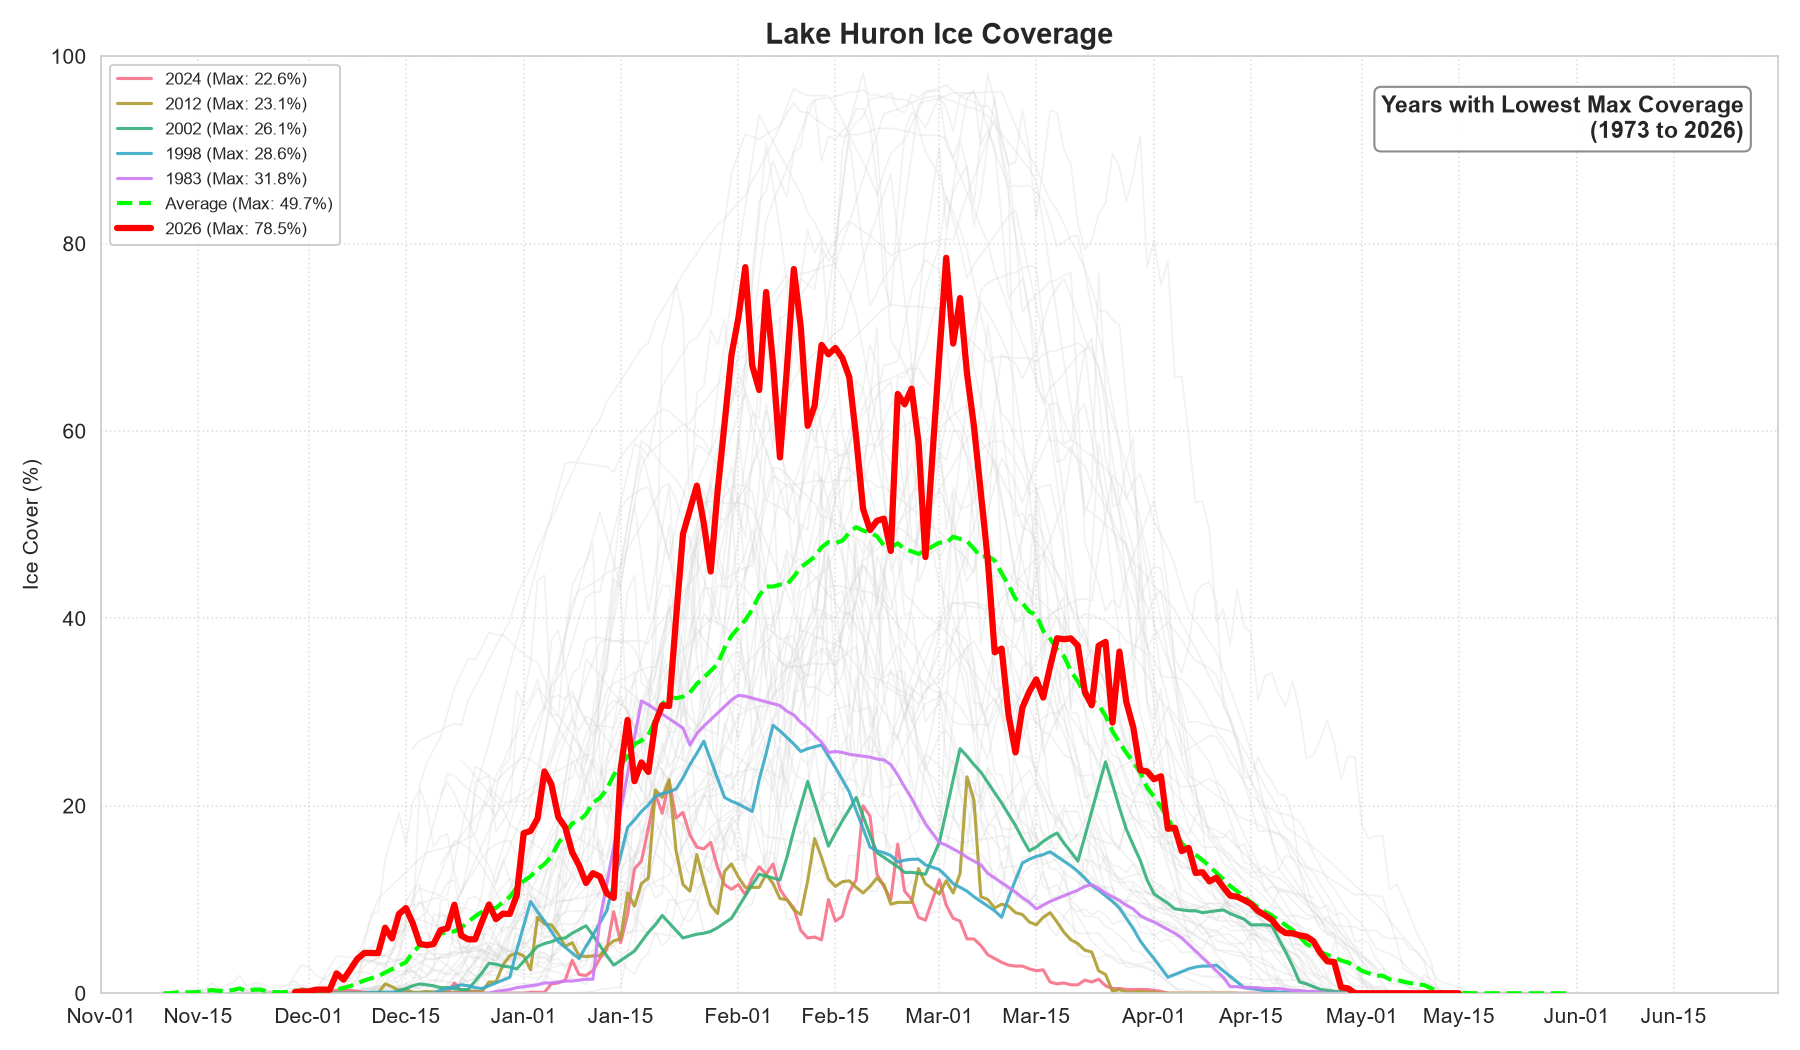 Lake Huron Ice Coverage
100
80
60
40
20
0
Ice Cover (%)
2024 (Max: 22.6%)
2012 (Max: 23.1%)
2002 (Max: 26.1%)
1998 (Max: 28.6%)
1983 (Max: 31.8%)
Average (Max: 49.7%)
2026 (Max: 78.5%)
Years with Lowest Max Coverage
(1973 to 2026)
Nov-01 Nov-15 Dec-01 Dec-15 Jan-01 Jan-15 Feb-01 Feb-15 Mar-01 Mar-15 Apr-01 Apr-15 May-01 May-15 Jun-01 Jun-15